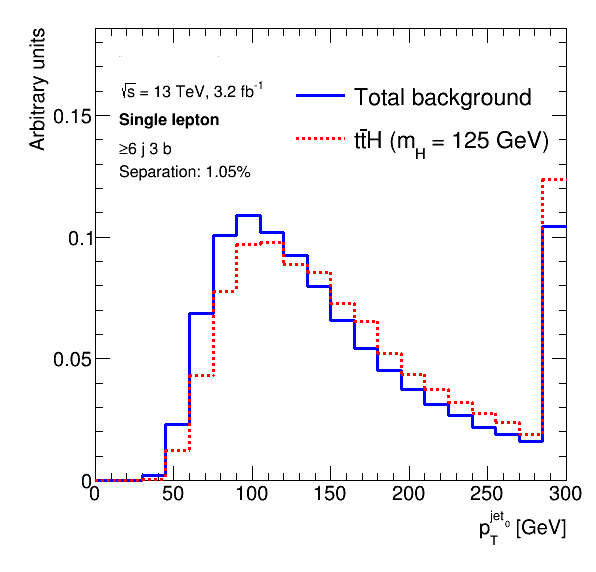 Arbitrary units
√s = 13 TeV, 3.2 fb⁻¹
Single lepton
≥6 j 3 b
Separation: 1.05%
Total background
tt̄H (m_H = 125 GeV)
0.15
0.1
0.05
0
0 50 100 150 200 250 300
p_T^{jet_0} [GeV]